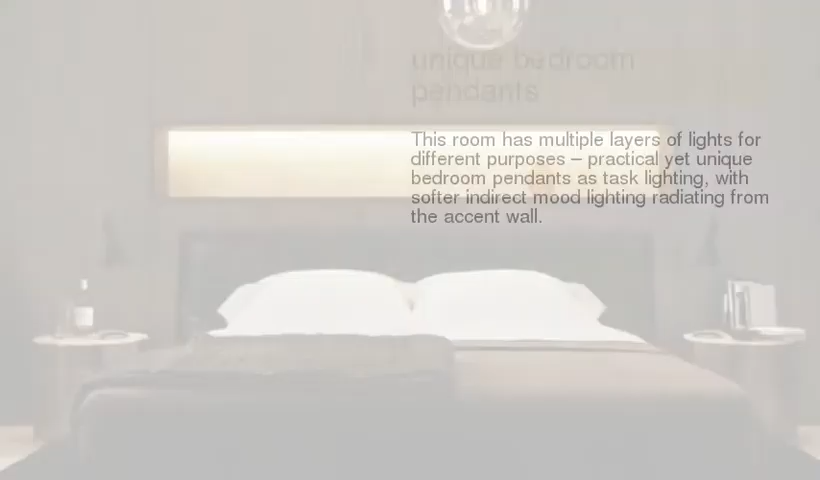 unique bedroom
pendants
This room has multiple layers of lights for
different purposes – practical yet unique
bedroom pendants as task lighting, with
softer indirect mood lighting radiating from
the accent wall.